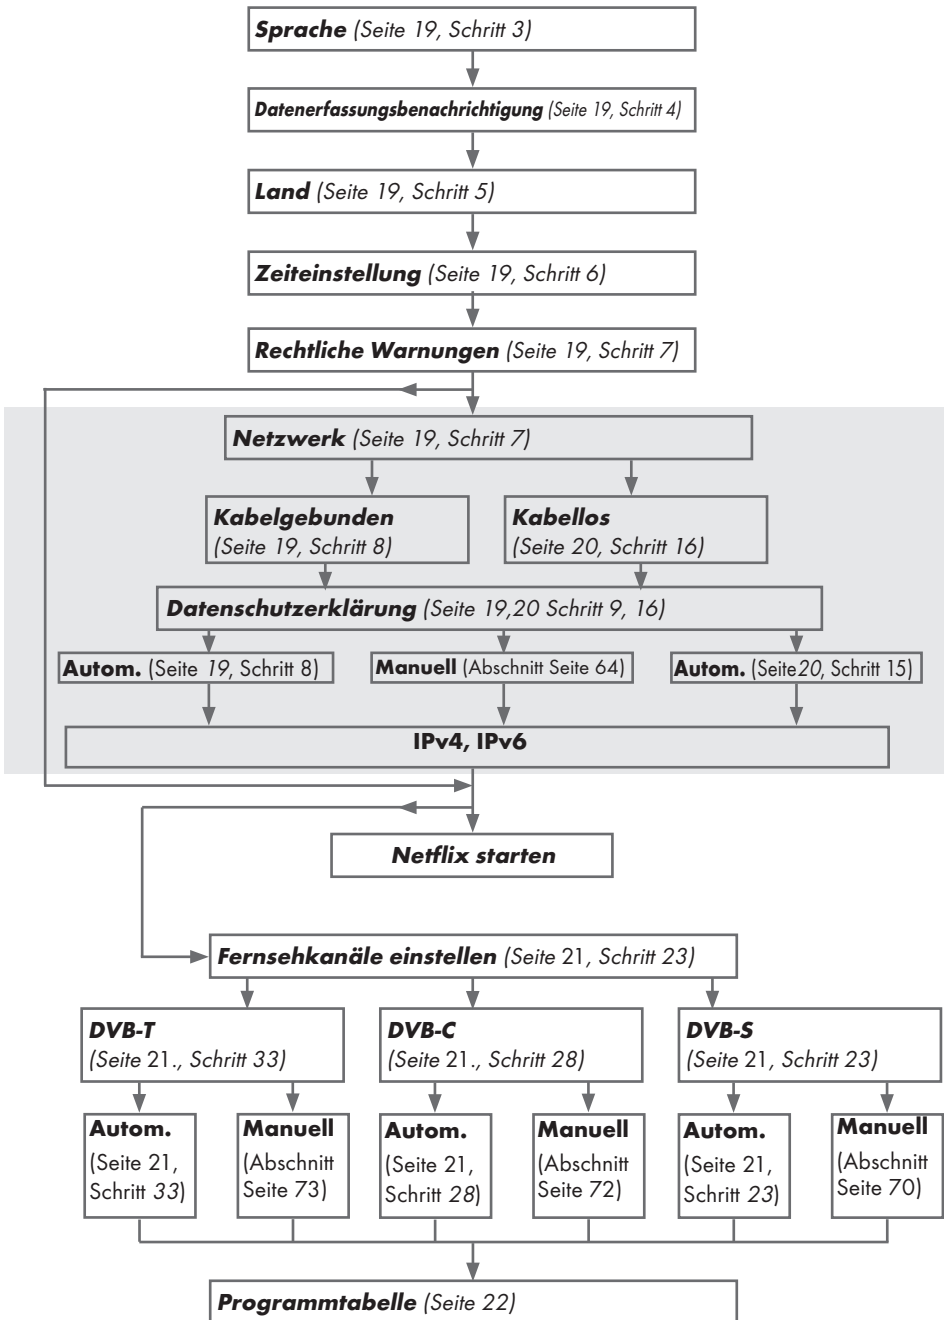 Sprache (Seite 19, Schritt 3)
Datenerfassungsbenachrichtigung (Seite 19, Schritt 4)
Land (Seite 19, Schritt 5)
Zeiteinstellung (Seite 19, Schritt 6)
Rechtliche Warnungen (Seite 19, Schritt 7)
Netzwerk (Seite 19, Schritt 7)
Kabelgebunden
(Seite 19, Schritt 8)
Kabellos
(Seite 20, Schritt 16)
Datenschutzerklärung (Seite 19,20 Schritt 9, 16)
Autom. (Seite 19, Schritt 8)
Manuell (Abschnitt Seite 64)
Autom. (Seite20, Schritt 15)
IPv4, IPv6
Netflix starten
Fernsehkanäle einstellen (Seite 21, Schritt 23)
DVB-T
(Seite 21., Schritt 33)
DVB-C
(Seite 21., Schritt 28)
DVB-S
(Seite 21, Schritt 23)
Autom.
(Seite 21,
Schritt 33)
Manuell
(Abschnitt
Seite 73)
Autom.
(Seite 21,
Schritt 28)
Manuell
(Abschnitt
Seite 72)
Autom.
(Seite 21,
Schritt 23)
Manuell
(Abschnitt
Seite 70)
Programmtabelle (Seite 22)